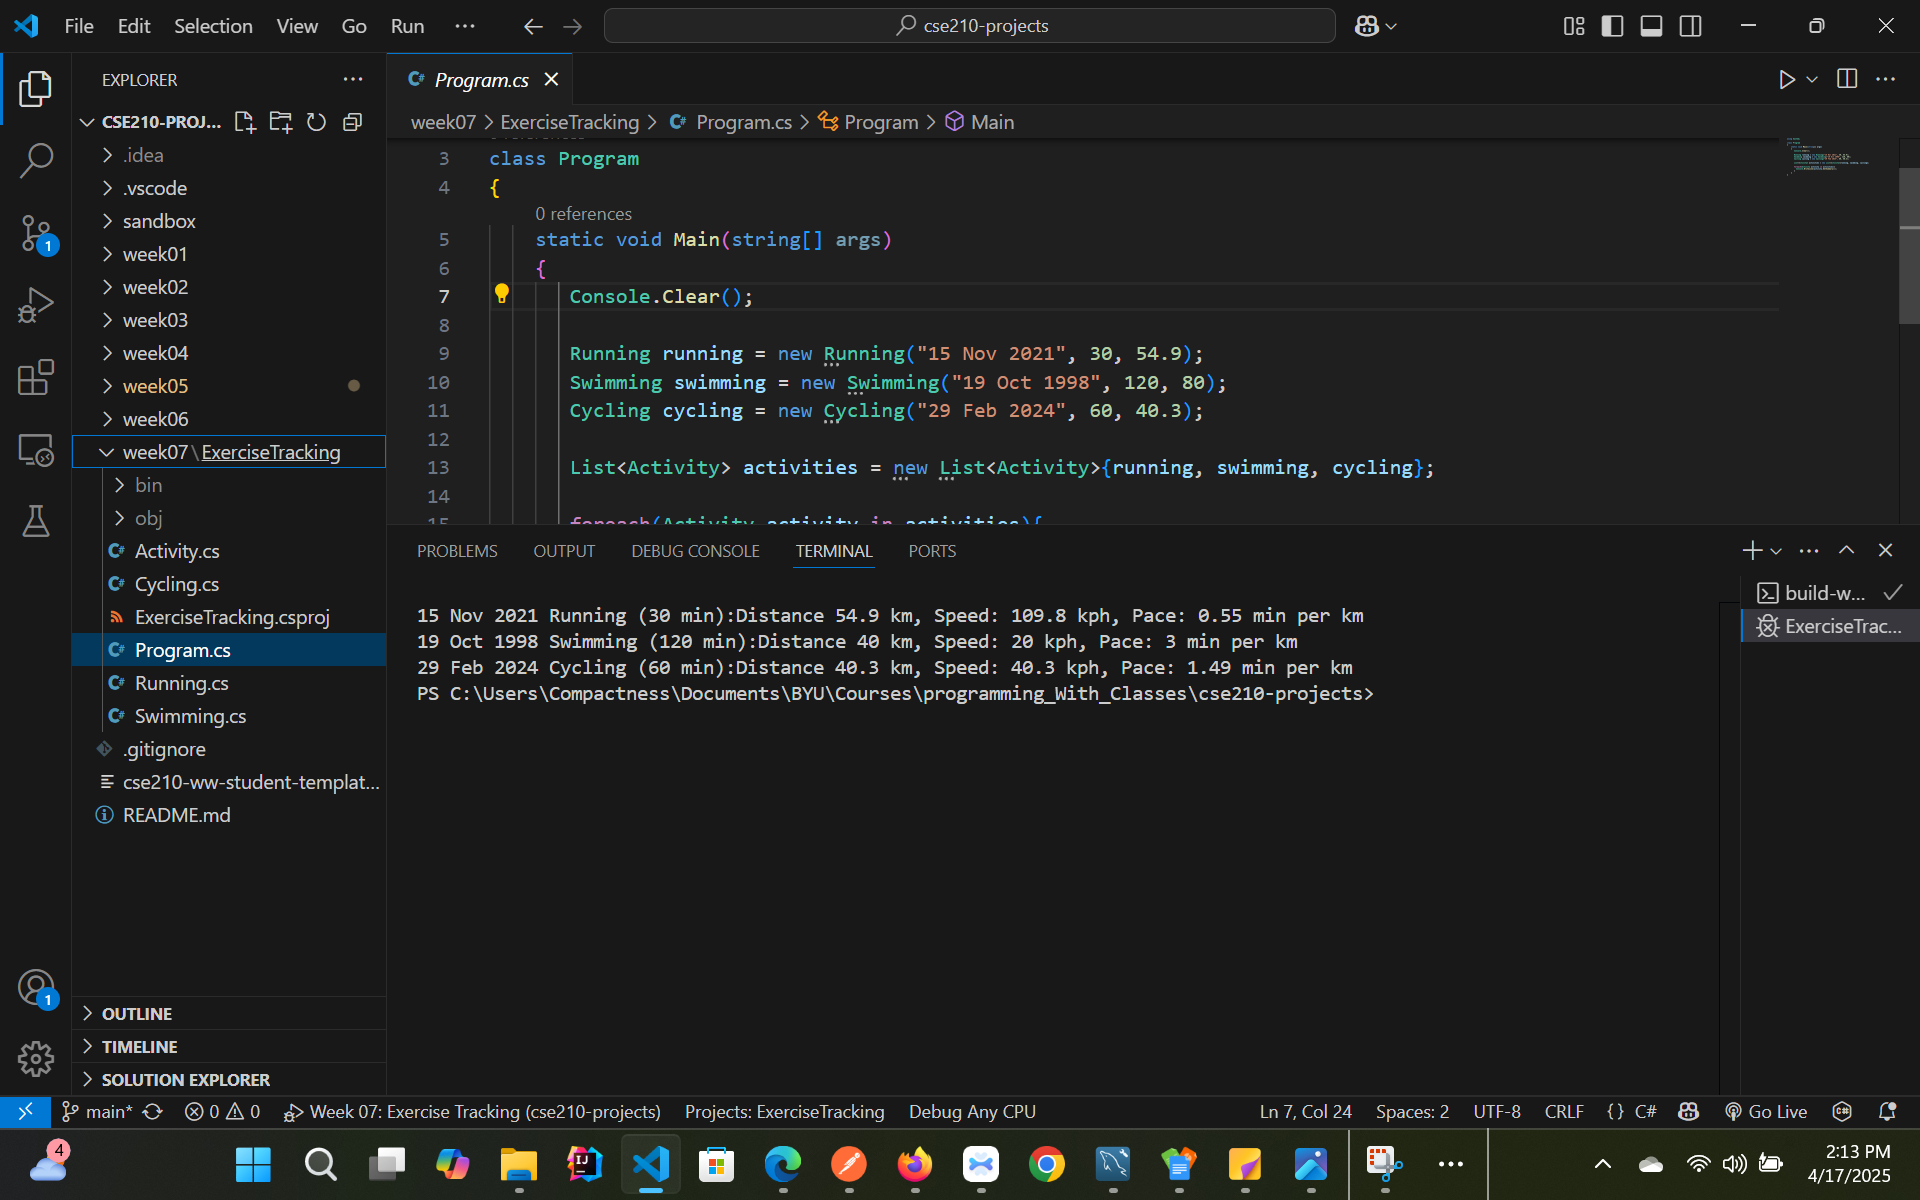 File Edit Selection View Go Run ··· cse210-projects
EXPLORER ···
CSE210-PROJ...
.idea
.vscode
sandbox
week01
week02
week03
week04
week05
week06
week07\ExerciseTracking
bin
obj
Activity.cs
Cycling.cs
ExerciseTracking.csproj
Program.cs
Running.cs
Swimming.cs
.gitignore
cse210-ww-student-templat...
README.md
OUTLINE
TIMELINE
SOLUTION EXPLORER
1
1
C# Program.cs
week07 > ExerciseTracking > C# Program.cs > Program > Main
3 class Program
4 {
0 references
5 static void Main(string[] args)
6 {
7 Console.Clear();
8
9 Running running = new Running("15 Nov 2021", 30, 54.9);
10 Swimming swimming = new Swimming("19 Oct 1998", 120, 80);
11 Cycling cycling = new Cycling("29 Feb 2024", 60, 40.3);
12
13 List<Activity> activities = new List<Activity>{running, swimming, cycling};
14
15 foreach(Activity activity in activities){
PROBLEMS OUTPUT DEBUG CONSOLE TERMINAL PORTS
15 Nov 2021 Running (30 min):Distance 54.9 km, Speed: 109.8 kph, Pace: 0.55 min per km
19 Oct 1998 Swimming (120 min):Distance 40 km, Speed: 20 kph, Pace: 3 min per km
29 Feb 2024 Cycling (60 min):Distance 40.3 km, Speed: 40.3 kph, Pace: 1.49 min per km
PS C:\Users\Compactness\Documents\BYU\Courses\programming_With_Classes\cse210-projects>
build-w...
ExerciseTrac...
main* 0 0 Week 07: Exercise Tracking (cse210-projects) Projects: ExerciseTracking Debug Any CPU Ln 7, Col 24 Spaces: 2 UTF-8 CRLF {} C# Go Live
4
2:13 PM
4/17/2025